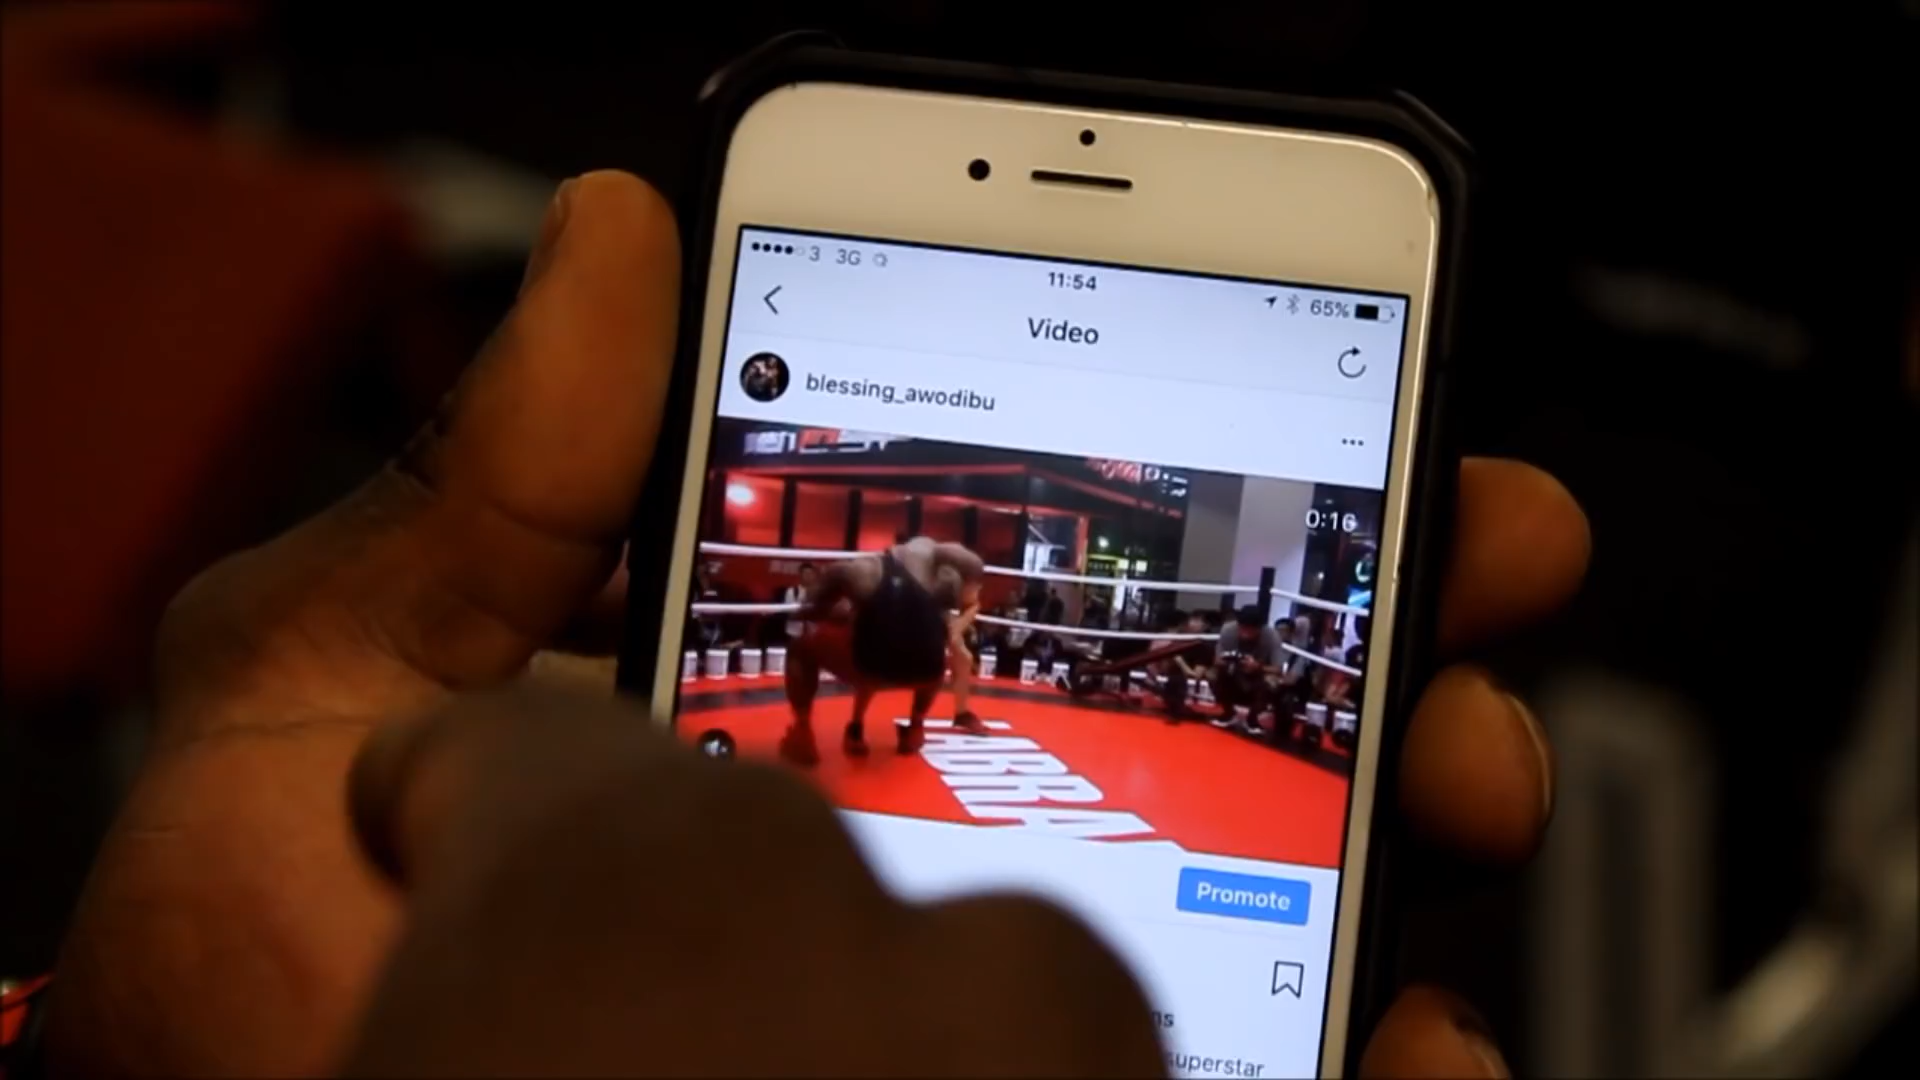 3 3G
11:54
65%
Video
blessing_awodibu
0:16
Promote
superstar